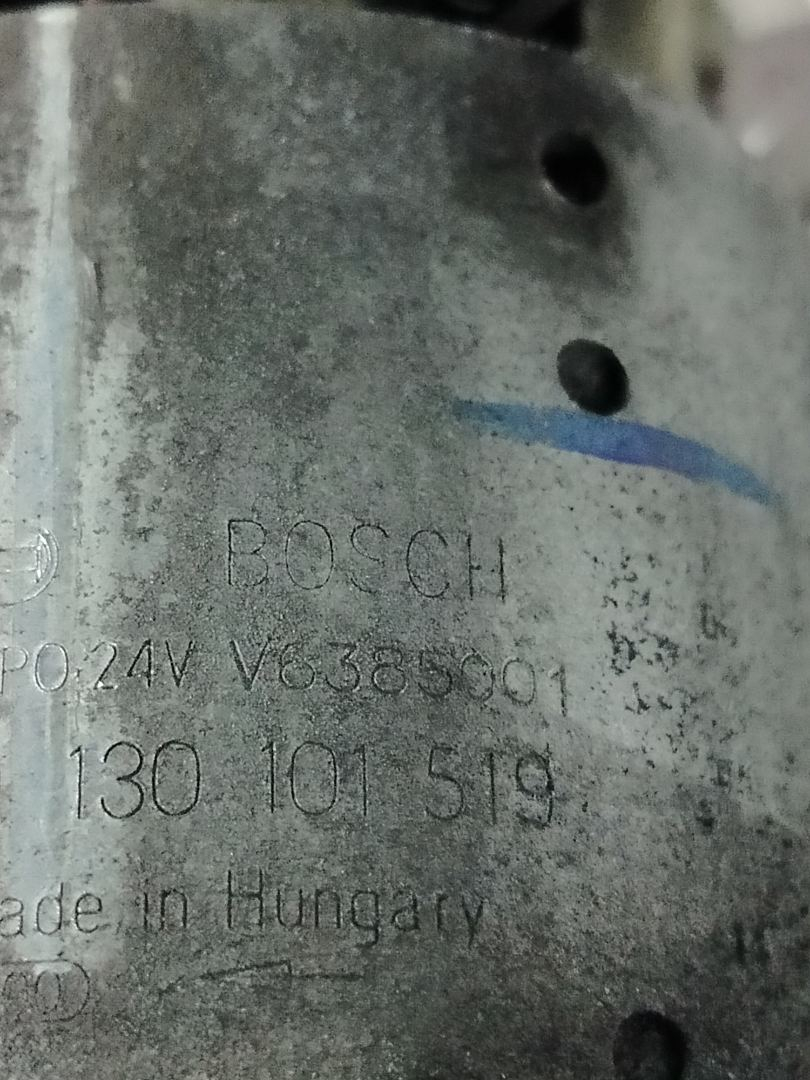 BOSCH
PO 24V V6385001
130 101 519
ade in Hungary